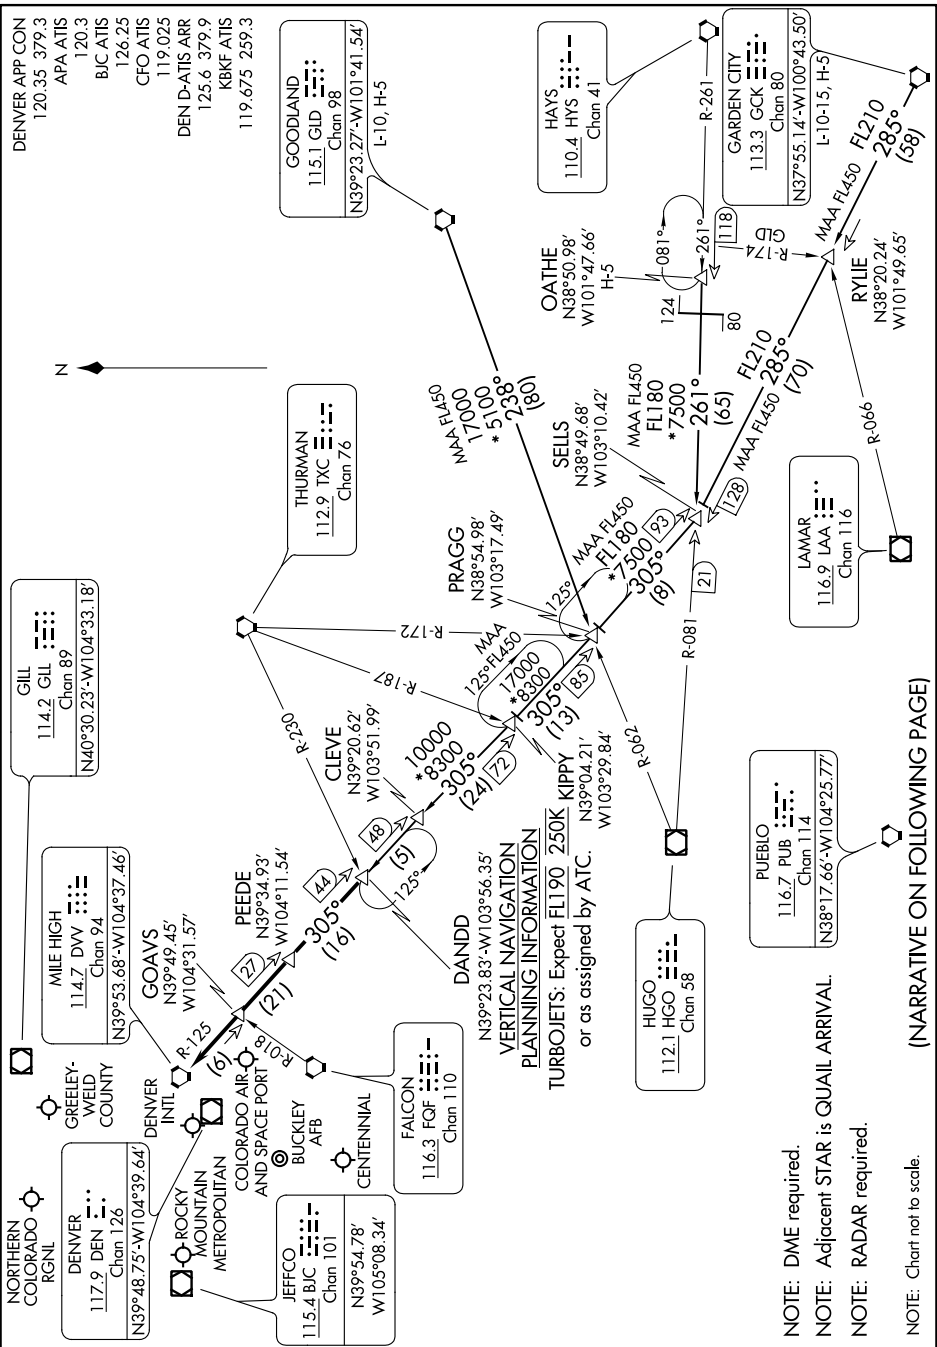 DENVER APP CON
120.35 379.3
APA ATIS
120.3
BJC ATIS
126.25
CFO ATIS
119.025
DEN D-ATIS ARR
125.6 379.9
KBKF ATIS
119.675 259.3
GOODLAND
115.1 GLD
Chan 98
N39°23.27'-W101°41.54'
L-10, H-5
HAYS
110.4 HYS
Chan 41
R-261
GARDEN CITY
113.3 GCK
Chan 80
N37°55.14'-W100°43.50'
L-10-15, H-5
N
THURMAN
112.9 TXC
Chan 76
GILL
114.2 GLL
Chan 89
N40°30.23'-W104°33.18'
MILE HIGH
114.7 DVV
Chan 94
N39°53.68'-W104°37.46'
NORTHERN
COLORADO
RGNL
GREELEY-
WELD
COUNTY
DENVER
117.9 DEN
Chan 126
N39°48.75'-W104°39.64'
DENVER
INTL
ROCKY
MOUNTAIN
METROPOLITAN
COLORADO AIR
AND SPACE PORT
BUCKLEY
AFB
CENTENNIAL
JEFFCO
115.4 BJC
Chan 101
N39°54.78'
W105°08.34'
FALCON
116.3 FQF
Chan 110
GOAVS
N39°49.45'
W104°31.57'
R-125
(6)
R-018
(21)
27
PEEDE
N39°34.93'
W104°11.54'
305°
(16)
44
DANDD
N39°23.83'-W103°56.35'
R-230
48
(5)
125°
CLEVE
N39°20.62'
W103°51.99'
10000
*8300
305°
(24)
72
R-187
KIPPY
N39°04.21'
W103°29.84'
125°
MAA
FL450
17000
*8300
305°
(13)
85
R-172
PRAGG
N38°54.98'
W103°17.49'
R-062
125°
MAA FL450
FL180
*7500
305°
(8)
93
MAA FL450
17000
*5100
238°
(80)
SELLS
N38°49.68'
W103°10.42'
128
21
R-081
MAA FL450
FL180
*7500
261°
(65)
124
80
OATHE
N38°50.98'
W101°47.66'
H-5
081°
261°
118
R-174
GLD
MAA FL450
FL210
285°
(70)
RYLIE
N38°20.24'
W101°49.65'
MAA FL450
FL210
285°
(58)
R-066
LAMAR
116.9 LAA
Chan 116
VERTICAL NAVIGATION
PLANNING INFORMATION
TURBOJETS: Expect FL190 250K
or as assigned by ATC.
HUGO
112.1 HGO
Chan 58
PUEBLO
116.7 PUB
Chan 114
N38°17.66'-W104°25.77'
NOTE: DME required.
NOTE: Adjacent STAR is QUAIL ARRIVAL.
NOTE: RADAR required.
NOTE: Chart not to scale.
(NARRATIVE ON FOLLOWING PAGE)